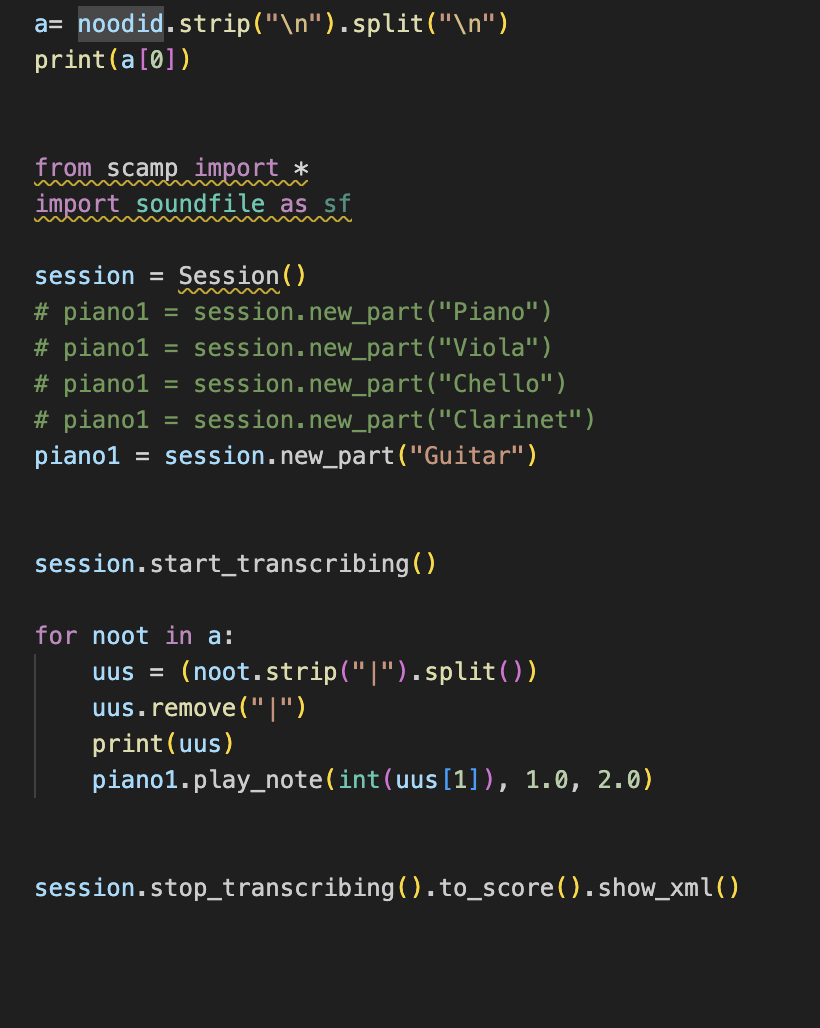 a= noodid.strip("\n").split("\n")
print(a[0])
from scamp import *
import soundfile as sf
session = Session()
# piano1 = session.new_part("Piano")
# piano1 = session.new_part("Viola")
# piano1 = session.new_part("Chello")
# piano1 = session.new_part("Clarinet")
piano1 = session.new_part("Guitar")
session.start_transcribing()
for noot in a:
    uus = (noot.strip("|").split())
    uus.remove("|")
    print(uus)
    piano1.play_note(int(uus[1]), 1.0, 2.0)
session.stop_transcribing().to_score().show_xml()